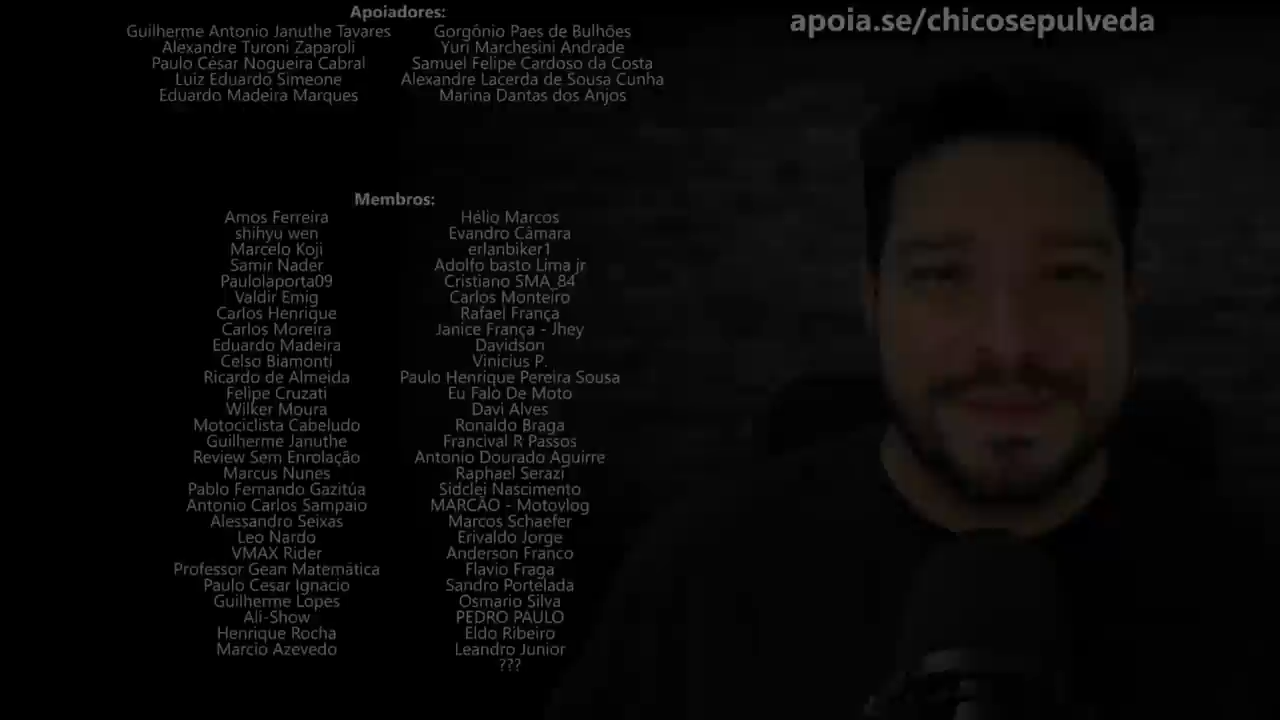 Apoiadores:
Guilherme Antonio Januthe Tavares
Alexandre Turoni Zaparoli
Paulo César Nogueira Cabral
Luiz Eduardo Simeone
Eduardo Madeira Marques
Gorgônio Paes de Bulhões
Yuri Marchesini Andrade
Samuel Felipe Cardoso da Costa
Alexandre Lacerda de Sousa Cunha
Marina Dantas dos Anjos
apoia.se/chicosepulveda
Membros:
Amos Ferreira
shihyu wen
Marcelo Koji
Samir Nader
Paulolaporta09
Valdir Emig
Carlos Henrique
Carlos Moreira
Eduardo Madeira
Celso Biamonti
Ricardo de Almeida
Felipe Cruzati
Wilker Moura
Motociclista Cabeludo
Guilherme Januthe
Review Sem Enrolação
Marcus Nunes
Pablo Fernando Gazitúa
Antonio Carlos Sampaio
Alessandro Seixas
Leo Nardo
VMAX Rider
Professor Gean Matemática
Paulo Cesar Ignacio
Guilherme Lopes
Ali-Show
Henrique Rocha
Marcio Azevedo
Hélio Marcos
Evandro Câmara
erlanbiker1
Adolfo basto Lima jr
Cristiano SMA_84
Carlos Monteiro
Rafael França
Janice França - Jhey
Davidson
Vinicius P.
Paulo Henrique Pereira Sousa
Eu Falo De Moto
Davi Alves
Ronaldo Braga
Francival R Passos
Antonio Dourado Aguirre
Raphael Serazi
Sidclei Nascimento
MARCÃO - Motovlog
Marcos Schaefer
Erivaldo Jorge
Anderson Franco
Flavio Fraga
Sandro Portelada
Osmario Silva
PEDRO PAULO
Eldo Ribeiro
Leandro Junior
???